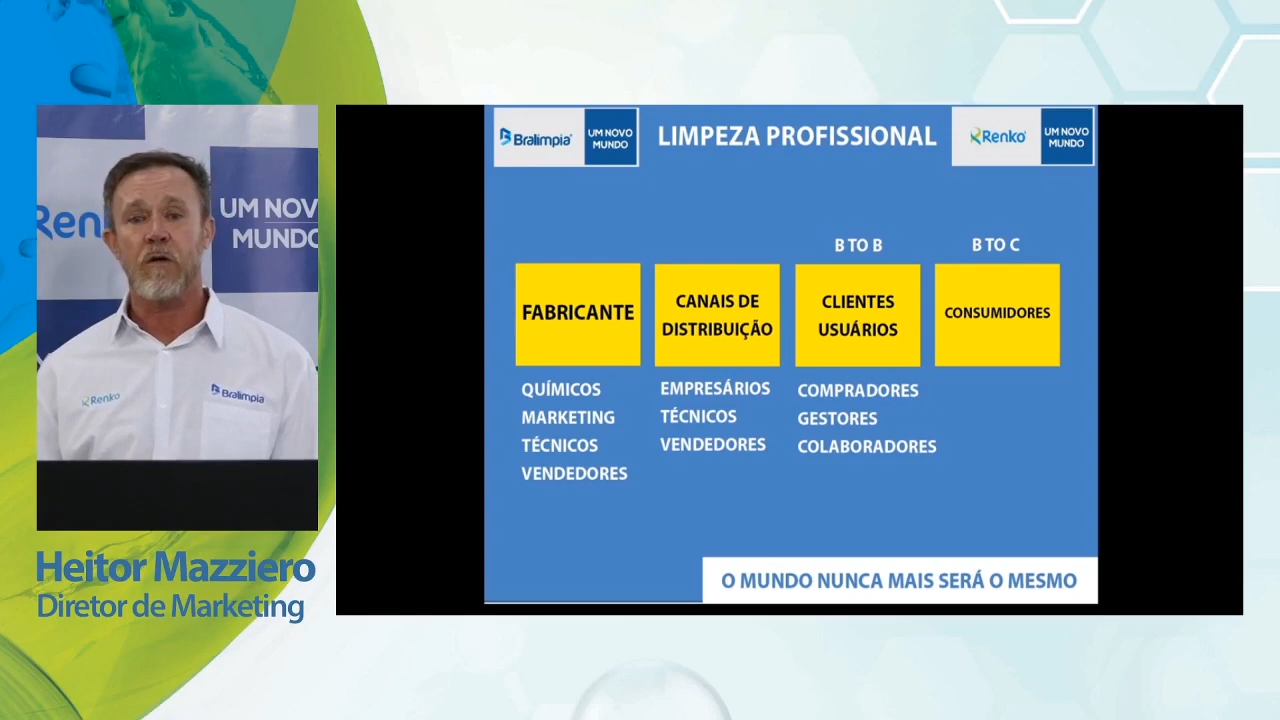 Ren
UM NOV
MUNDO
Renko
Bralimpia
Heitor Mazziero
Diretor de Marketing
Bralimpia
UM NOVO
MUNDO
LIMPEZA PROFISSIONAL
Renko
UM NOVO
MUNDO
B TO B
B TO C
FABRICANTE
CANAIS DE
DISTRIBUIÇÃO
CLIENTES
USUÁRIOS
CONSUMIDORES
QUÍMICOS
MARKETING
TÉCNICOS
VENDEDORES
EMPRESÁRIOS
TÉCNICOS
VENDEDORES
COMPRADORES
GESTORES
COLABORADORES
O MUNDO NUNCA MAIS SERÁ O MESMO